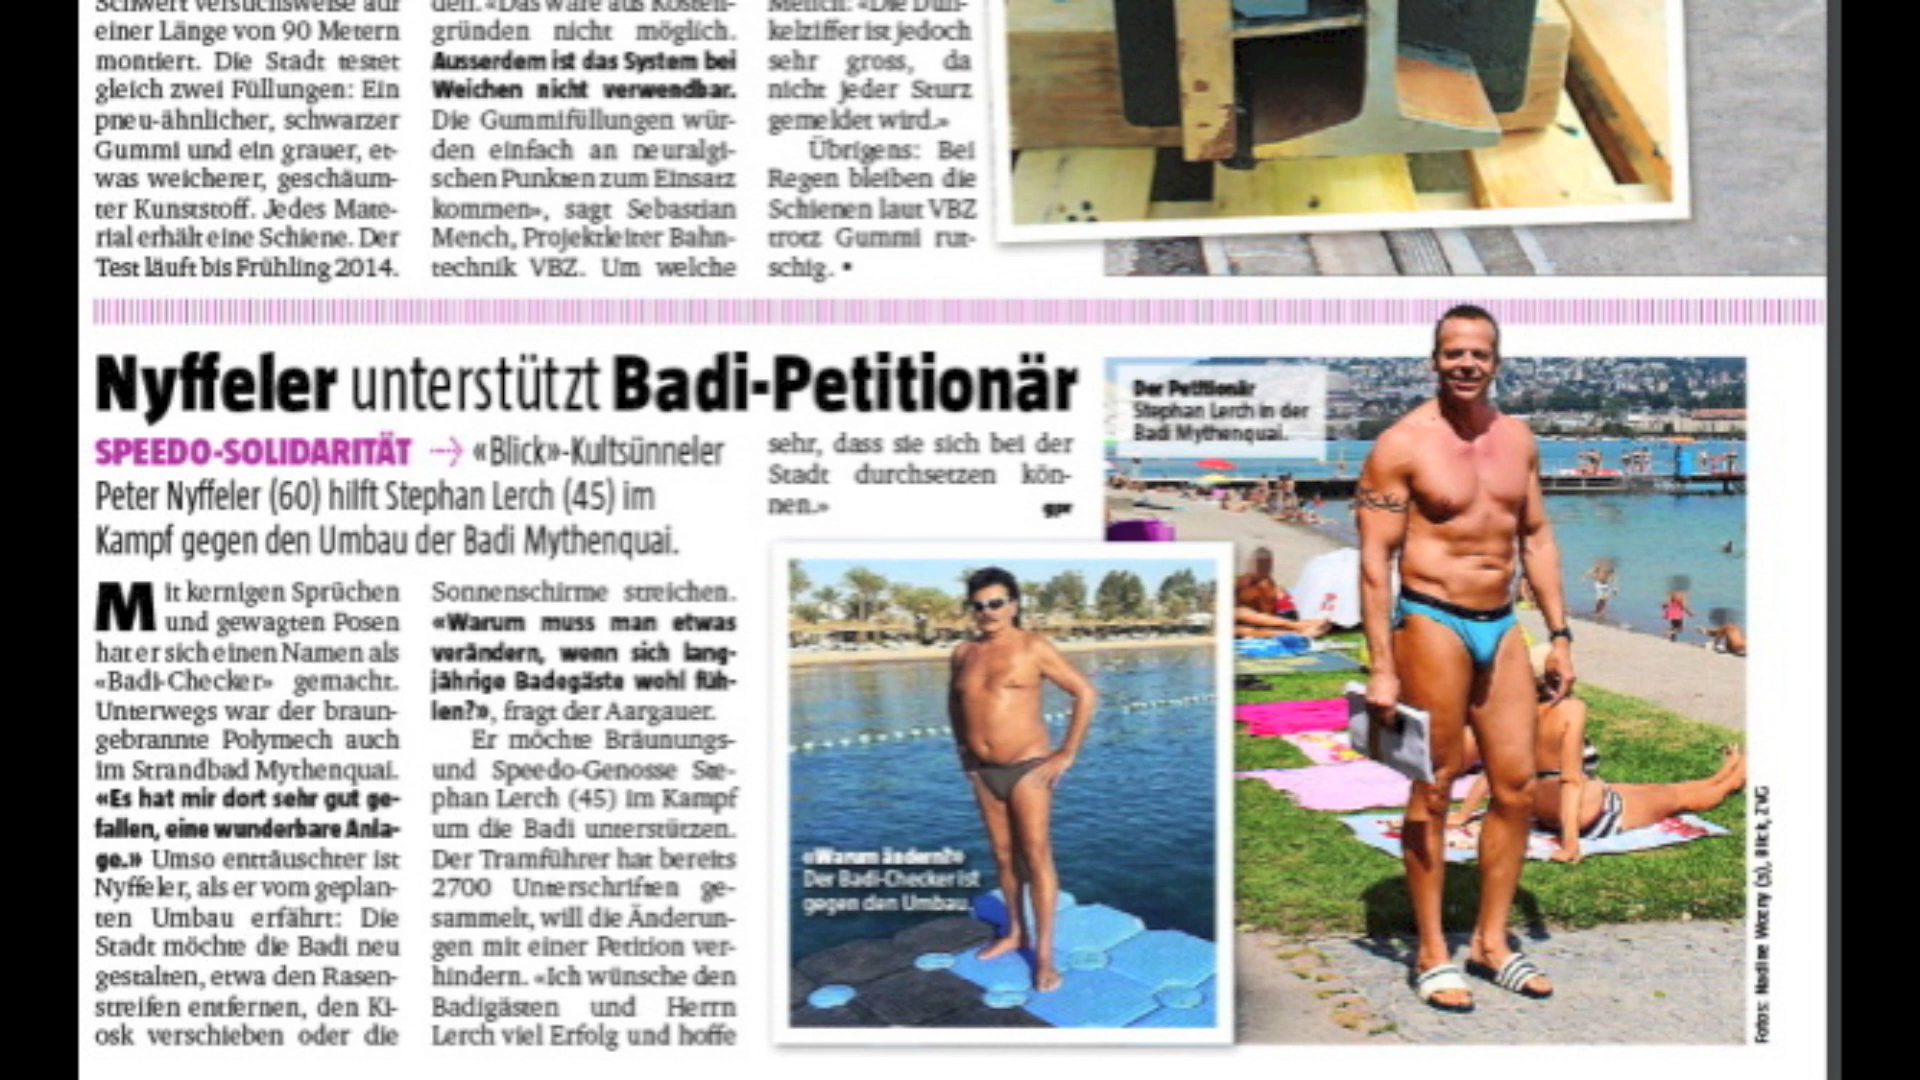 Schwert versuchsweise auf
einer Länge von 90 Metern
montiert. Die Stadt testet
gleich zwei Füllungen: Ein
pneu-ähnlicher, schwarzer
Gummi und ein grauer, et-
was weicherer, geschäum-
ter Kunststoff. Jedes Mate-
rial erhält eine Schiene. Der
Test läuft bis Frühling 2014.
den. «Das wäre aus Kosten-
gründen nicht möglich.
Ausserdem ist das System bei
Weichen nicht verwendbar.
Die Gummifüllungen wür-
den einfach an neuralgi-
schen Punkten zum Einsatz
kommen», sagt Sebastian
Mench, Projektleiter Bahn-
technik VBZ. Um welche
Mench: «Die Dun-
kelziffer ist jedoch
sehr gross, da
nicht jeder Sturz
gemeldet wird.»
Übrigens: Bei
Regen bleiben die
Schienen laut VBZ
trotz Gummi rut-
schig. •
Nyffeler unterstützt Badi-Petitionär
SPEEDO-SOLIDARITÄT → «Blick»-Kultsünneler
Peter Nyffeler (60) hilft Stephan Lerch (45) im
Kampf gegen den Umbau der Badi Mythenquai.
Mit kernigen Sprüchen
und gewagten Posen
hat er sich einen Namen als
«Badi-Checker» gemacht.
Unterwegs war der braun-
gebrannte Polymech auch
im Strandbad Mythenquai.
«Es hat mir dort sehr gut ge-
fallen, eine wunderbare Anla-
ge.» Umso enttäuschter ist
Nyffeler, als er vom geplan-
ten Umbau erfährt: Die
Stadt möchte die Badi neu
gestalten, etwa den Rasen-
streifen entfernen, den Ki-
osk verschieben oder die
Sonnenschirme streichen.
«Warum muss man etwas
verändern, wenn sich lang-
jährige Badegäste wohl füh-
len?», fragt der Aargauer.
Er möchte Bräunungs-
und Speedo-Genosse Ste-
phan Lerch (45) im Kampf
um die Badi unterstützen.
Der Tramführer hat bereits
2700 Unterschriften ge-
sammelt, will die Änderun-
gen mit einer Petition ver-
hindern. «Ich wünsche den
Badigästen und Herrn
Lerch viel Erfolg und hoffe
sehr, dass sie sich bei der
Stadt durchsetzen kön-
nen.» gpr
«Warum ändern?»
Der Badi-Checker ist
gegen den Umbau.
Der Petitionär
Stephan Lerch in der
Badi Mythenquai.
Fotos: Nadine Wozny (3), Blick, ZVG